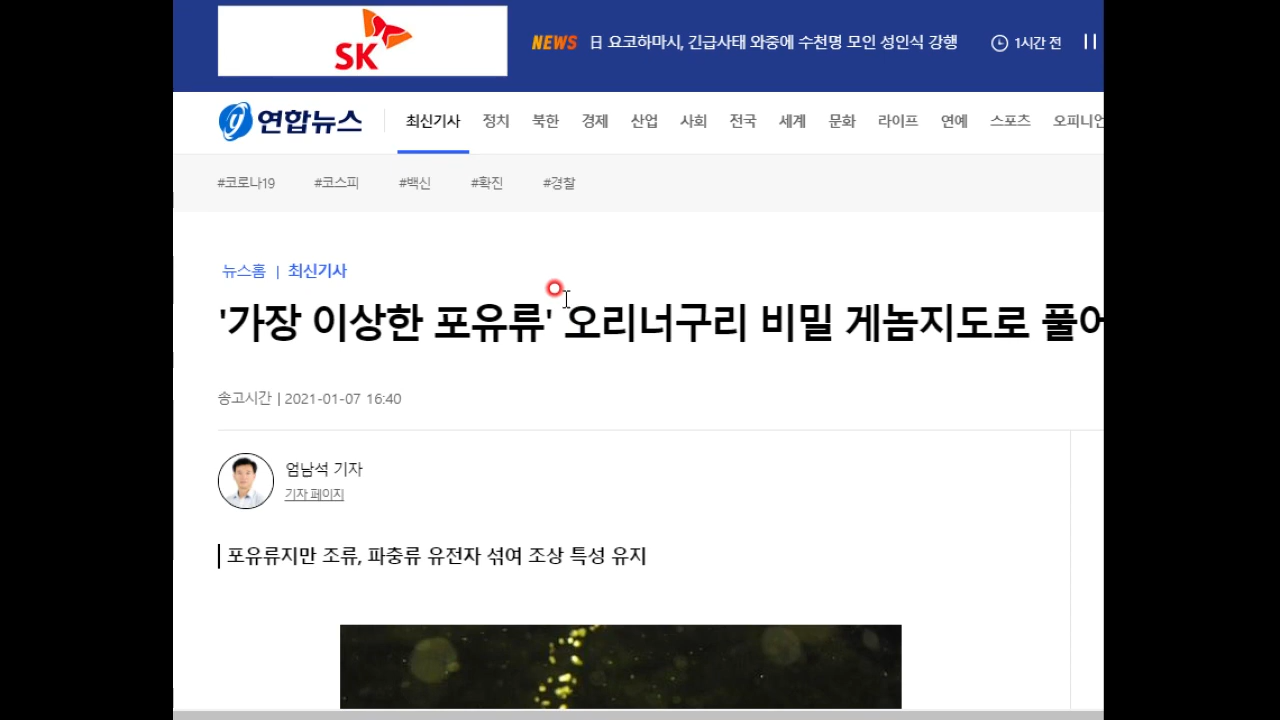 SK
NEWS 日 요코하마시, 긴급사태 와중에 수천명 모인 성인식 강행 1시간 전
연합뉴스 최신기사 정치 북한 경제 산업 사회 전국 세계 문화 라이프 연예 스포츠 오피니언
#코로나19 #코스피 #백신 #확진 #경찰
뉴스홈 | 최신기사
'가장 이상한 포유류' 오리너구리 비밀 게놈지도로 풀어
송고시간 | 2021-01-07 16:40
엄남석 기자
기자 페이지
포유류지만 조류, 파충류 유전자 섞여 조상 특성 유지